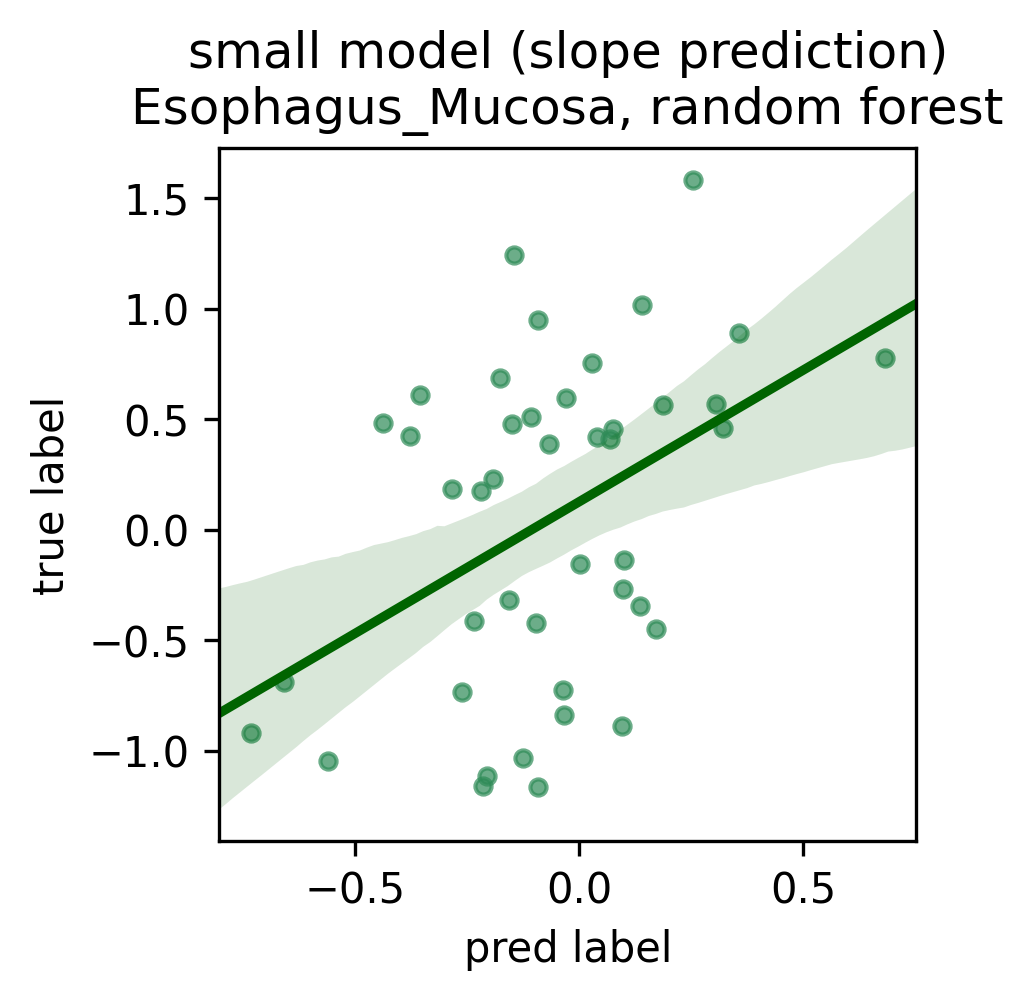 small model (slope prediction)
Esophagus_Mucosa, random forest
1.5
1.0
0.5
0.0
−0.5
−1.0
true label
−0.5
0.0
0.5
pred label